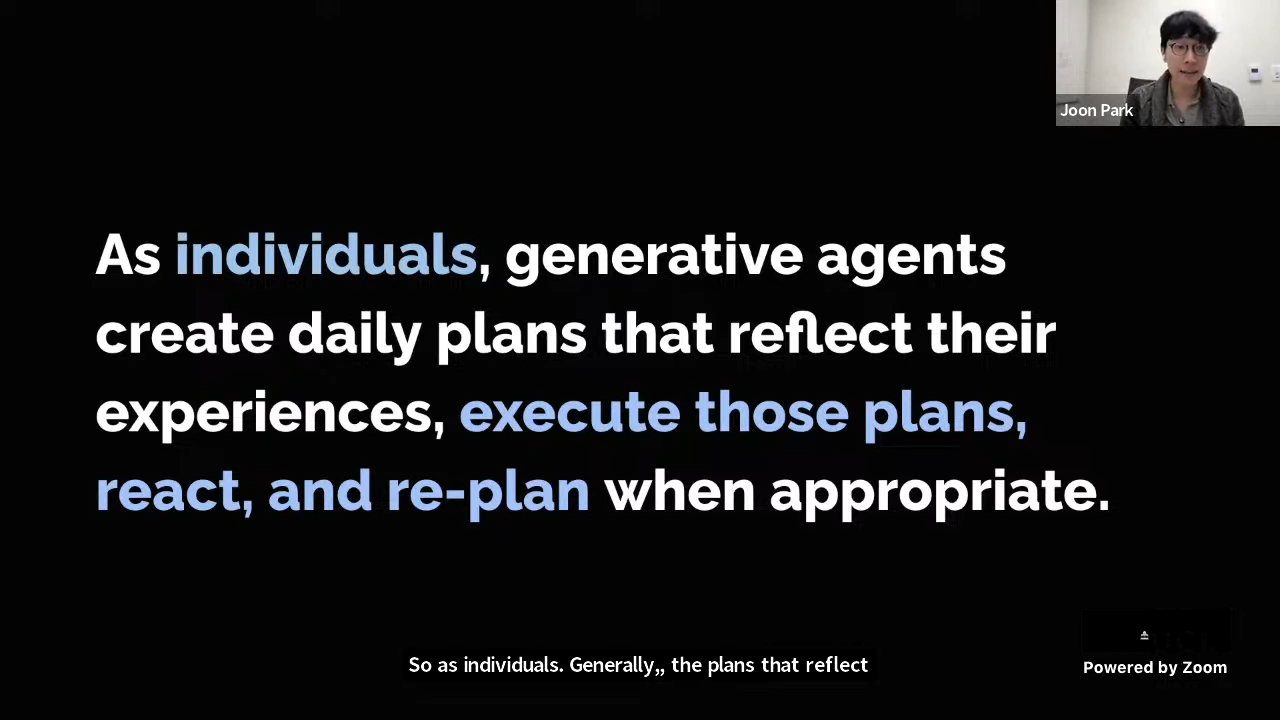 Joon Park
As individuals, generative agents
create daily plans that reflect their
experiences, execute those plans,
react, and re-plan when appropriate.
So as individuals. Generally,, the plans that reflect
Powered by Zoom